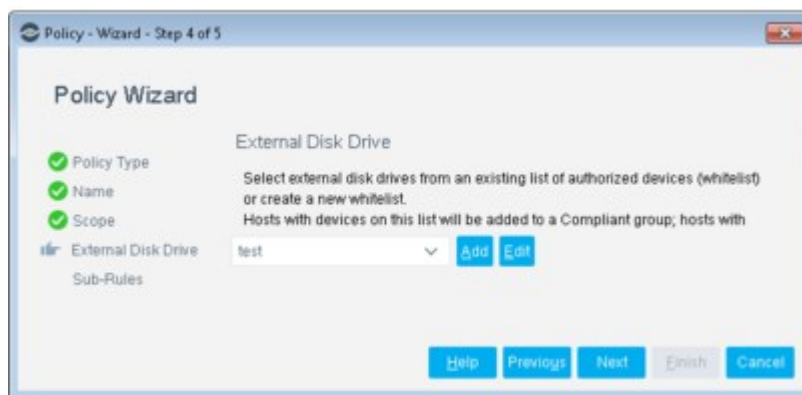 Policy - Wizard - Step 4 of 5
Policy Wizard
Policy Type
Name
Scope
External Disk Drive
Sub-Rules
External Disk Drive
Select external disk drives from an existing list of authorized devices (whitelist)
or create a new whitelist.
Hosts with devices on this list will be added to a Compliant group; hosts with
test
Add Edit
Help Previous Next Finish Cancel